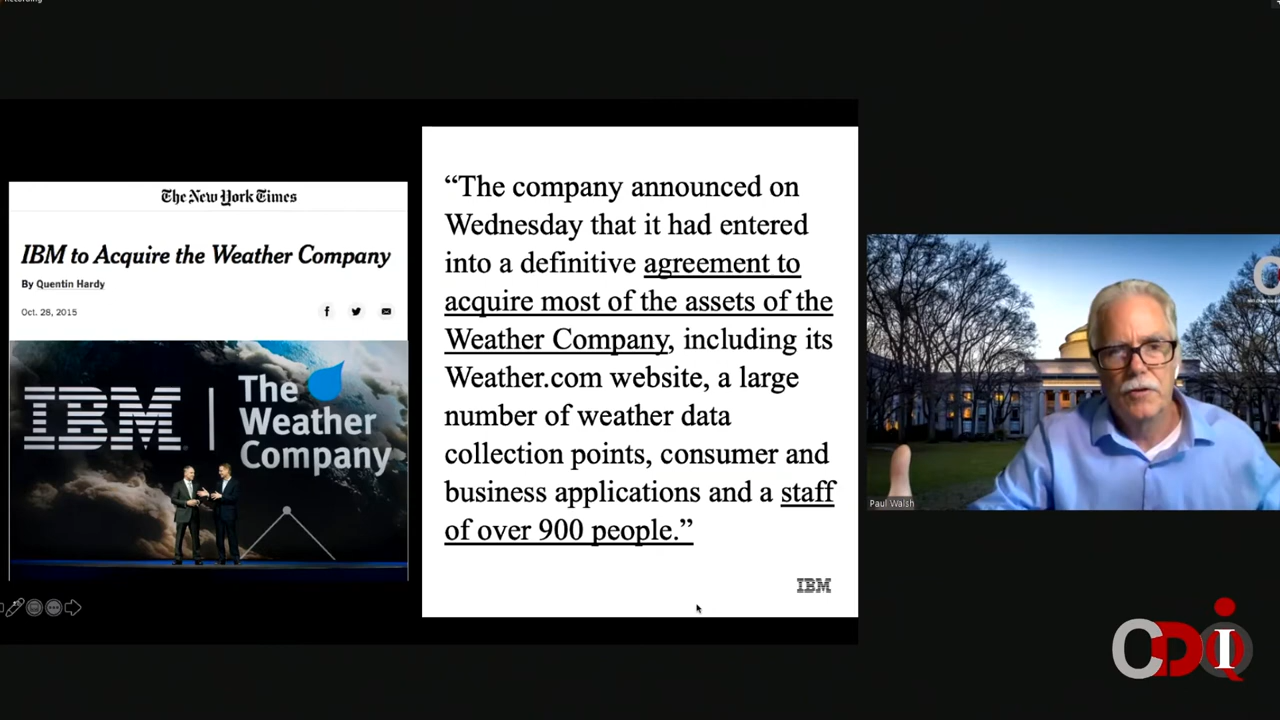 The New York Times
IBM to Acquire the Weather Company
By Quentin Hardy
Oct. 28, 2015
IBM
The
Weather
Company
“The company announced on
Wednesday that it had entered
into a definitive agreement to
acquire most of the assets of the
Weather Company, including its
Weather.com website, a large
number of weather data
collection points, consumer and
business applications and a staff
of over 900 people.”
IBM
Paul Walsh
CDIQ